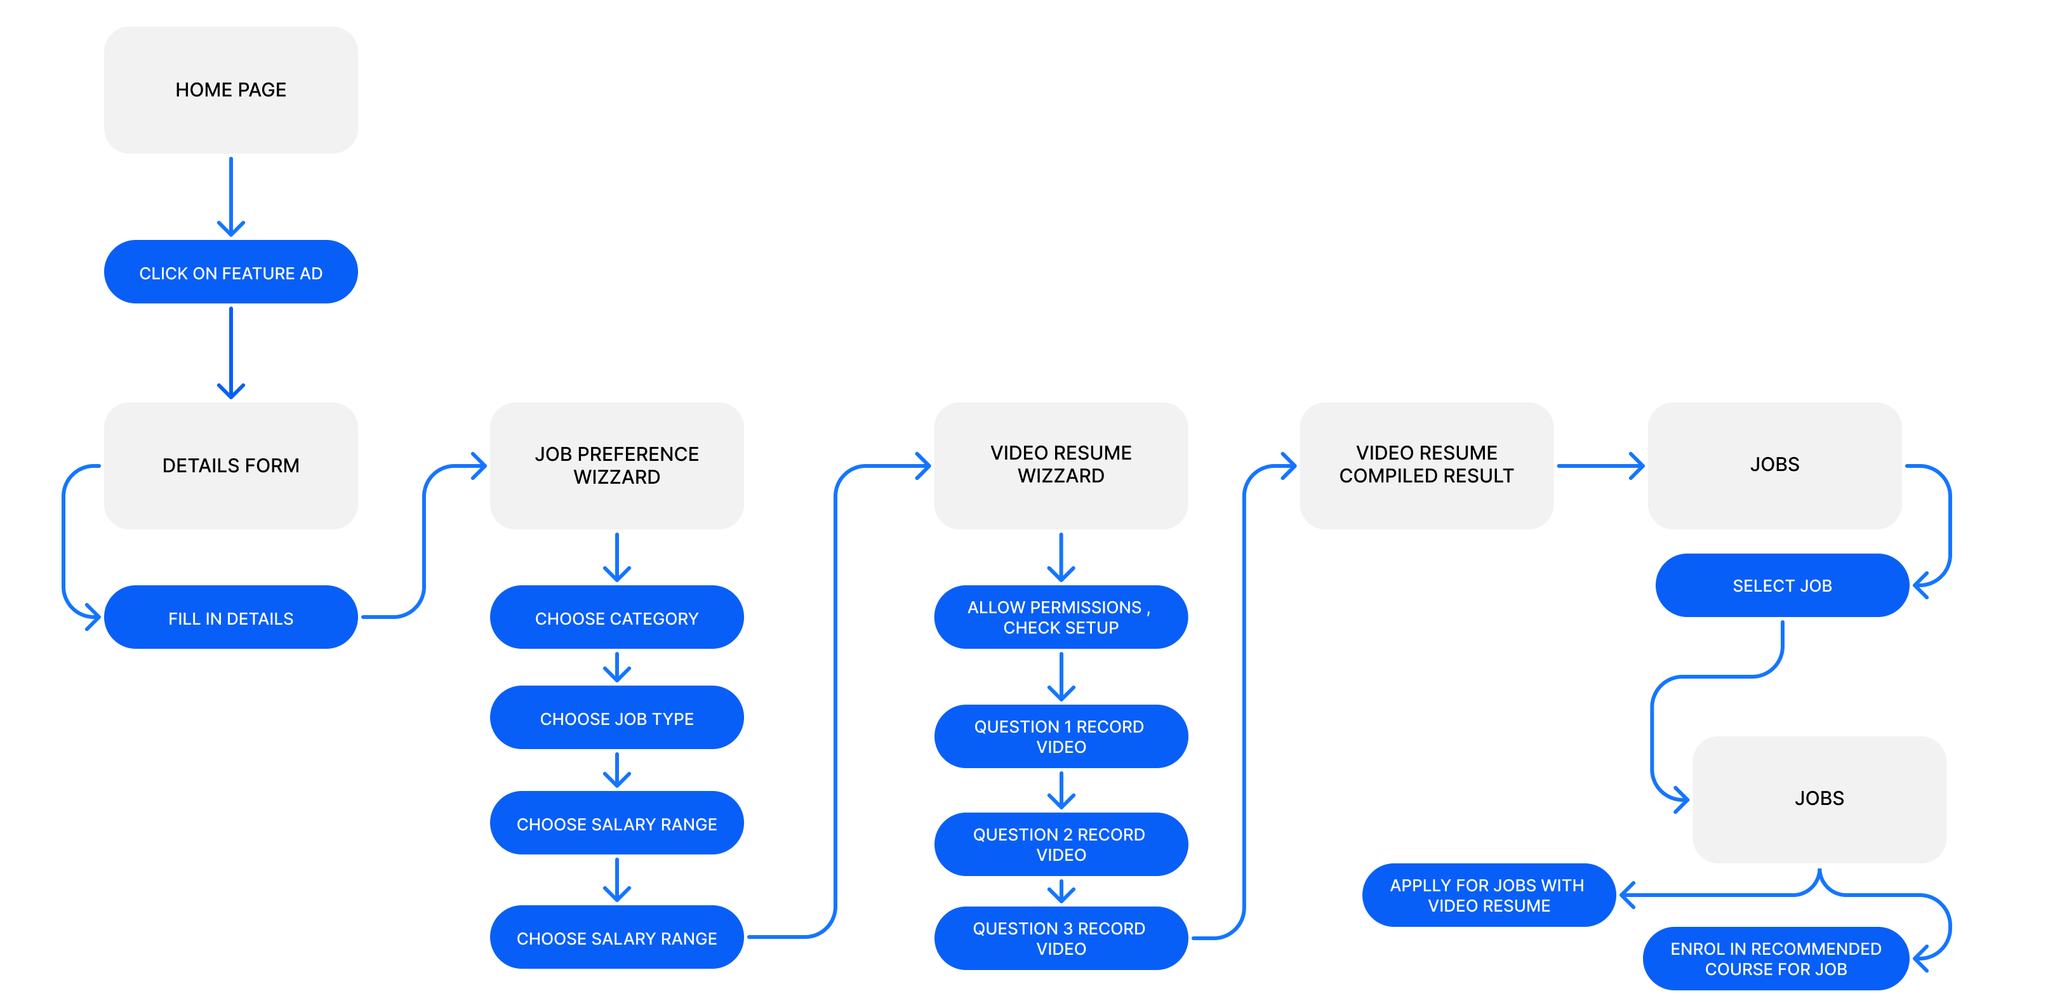 HOME PAGE
CLICK ON FEATURE AD
DETAILS FORM
FILL IN DETAILS
JOB PREFERENCE
WIZZARD
CHOOSE CATEGORY
CHOOSE JOB TYPE
CHOOSE SALARY RANGE
CHOOSE SALARY RANGE
VIDEO RESUME
WIZZARD
ALLOW PERMISSIONS ,
CHECK SETUP
QUESTION 1 RECORD
VIDEO
QUESTION 2 RECORD
VIDEO
QUESTION 3 RECORD
VIDEO
VIDEO RESUME
COMPILED RESULT
JOBS
SELECT JOB
JOBS
APPLLY FOR JOBS WITH
VIDEO RESUME
ENROL IN RECOMMENDED
COURSE FOR JOB